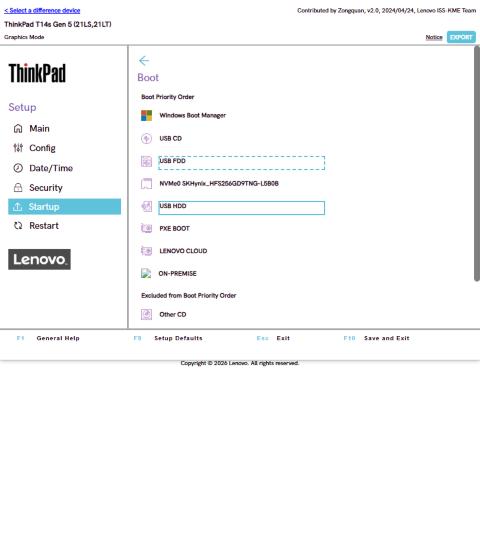 < Select a different device
Contributed by Zongquan, v2.0, 2024/04/24, Lenovo ISS-KME Team
ThinkPad T14s Gen 5 (21LS,21LT)
Graphics Mode
Notice
EXPORT
ThinkPad
Setup
Main
Config
Date/Time
Security
Startup
Restart
Lenovo
Boot
Boot Priority Order
Windows Boot Manager
USB CD
USB FDD
NVMe0 SKHynix_HFS256GD9TNG-L5B0B
USB HDD
PXE BOOT
LENOVO CLOUD
ON-PREMISE
Excluded from Boot Priority Order
Other CD
F1 General Help
F9 Setup Defaults
Esc Exit
F10 Save and Exit
Copyright © 2026 Lenovo. All rights reserved.